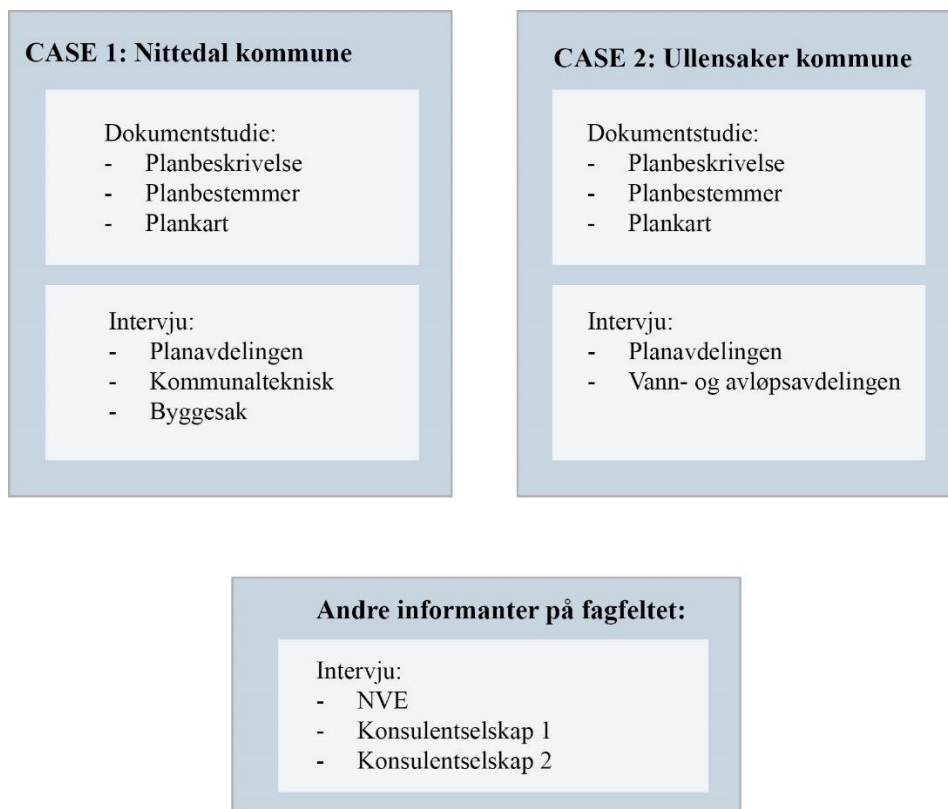 CASE 1: Nittedal kommune
Dokumentstudie:
- Planbeskrivelse
- Planbestemmer
- Plankart
Intervju:
- Planavdelingen
- Kommunalteknisk
- Byggesak
CASE 2: Ullensaker kommune
Dokumentstudie:
- Planbeskrivelse
- Planbestemmer
- Plankart
Intervju:
- Planavdelingen
- Vann- og avløpsavdelingen
Andre informanter på fagfeltet:
Intervju:
- NVE
- Konsulentselskap 1
- Konsulentselskap 2